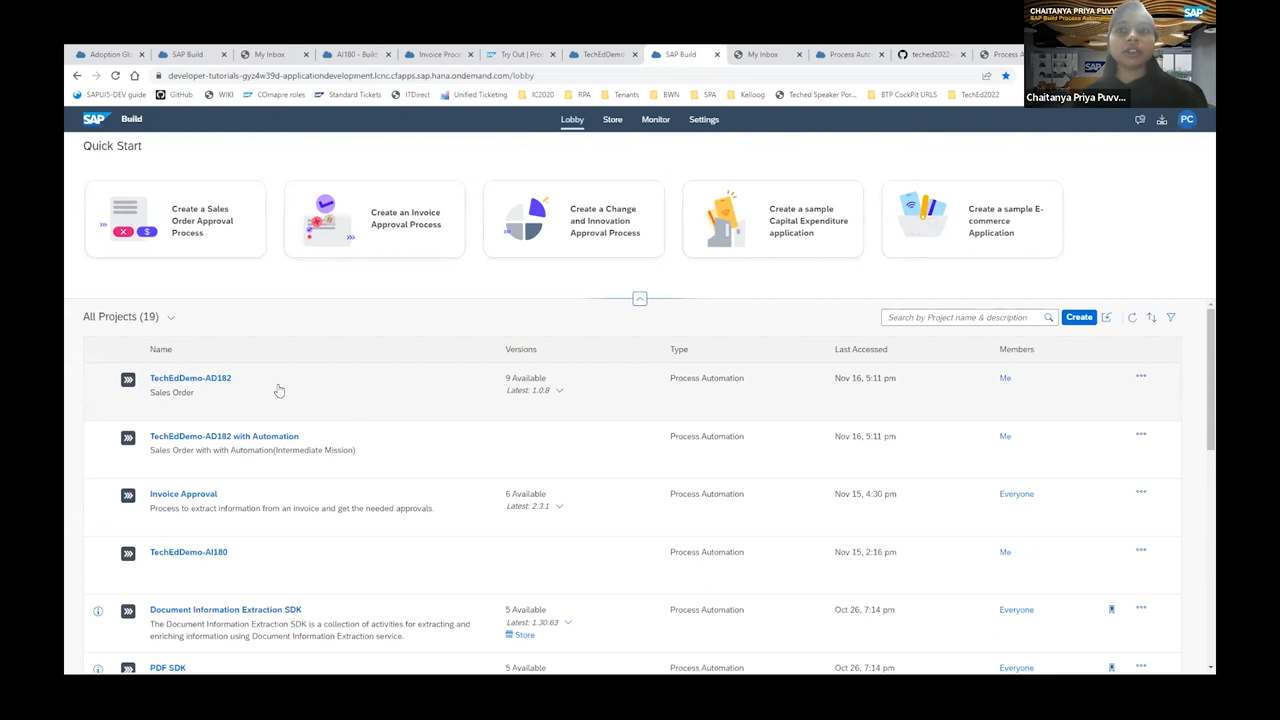 CHAITANYA PRIYA PUVV
SAP Build Process Automation
SAP
SAP
Chaitanya Priya Puvv...
Adoption Gl
SAP Build
My Inbox
AI180 - Buil
Invoice Proc
Try Out | Pro
TechEdDemo
SAP Build
My Inbox
Process Aut
teched2022-
Process A
developer-tutorials-gyz4w39d-applicationdevelopment.lcnc.cfapps.sap.hana.ondemand.com/lobby
SAPUI5-DEV guide
GitHub
WIKI
COmapre roles
Standard Tickets
ITDirect
Unified Ticketing
IC2020
RPA
Tenants
BWN
SPA
Kelloog
Teched Speaker Por...
BTP CockPit URLS
TechEd2022
SAP Build
Lobby
Store
Monitor
Settings
PC
Quick Start
Create a Sales
Order Approval
Process
Create an Invoice
Approval Process
Create a Change
and Innovation
Approval Process
Create a sample
Capital Expenditure
application
Create a sample E-
commerce
Application
All Projects (19)
Search by Project name & description
Create
Name
Versions
Type
Last Accessed
Members
TechEdDemo-AD182
9 Available
Process Automation
Nov 16, 5:11 pm
Me
Sales Order
Latest: 1.0.8
TechEdDemo-AD182 with Automation
Process Automation
Nov 16, 5:11 pm
Me
Sales Order with with Automation(Intermediate Mission)
Invoice Approval
6 Available
Process Automation
Nov 15, 4:30 pm
Everyone
Process to extract information from an invoice and get the needed approvals.
Latest: 2.3.1
TechEdDemo-AI180
Process Automation
Nov 15, 2:16 pm
Me
Document Information Extraction SDK
5 Available
Process Automation
Oct 26, 7:14 pm
Everyone
The Document Information Extraction SDK is a collection of activities for extracting and
enriching information using Document Information Extraction service.
Latest: 1.30.63
Store
PDF SDK
5 Available
Process Automation
Oct 26, 7:14 pm
Everyone